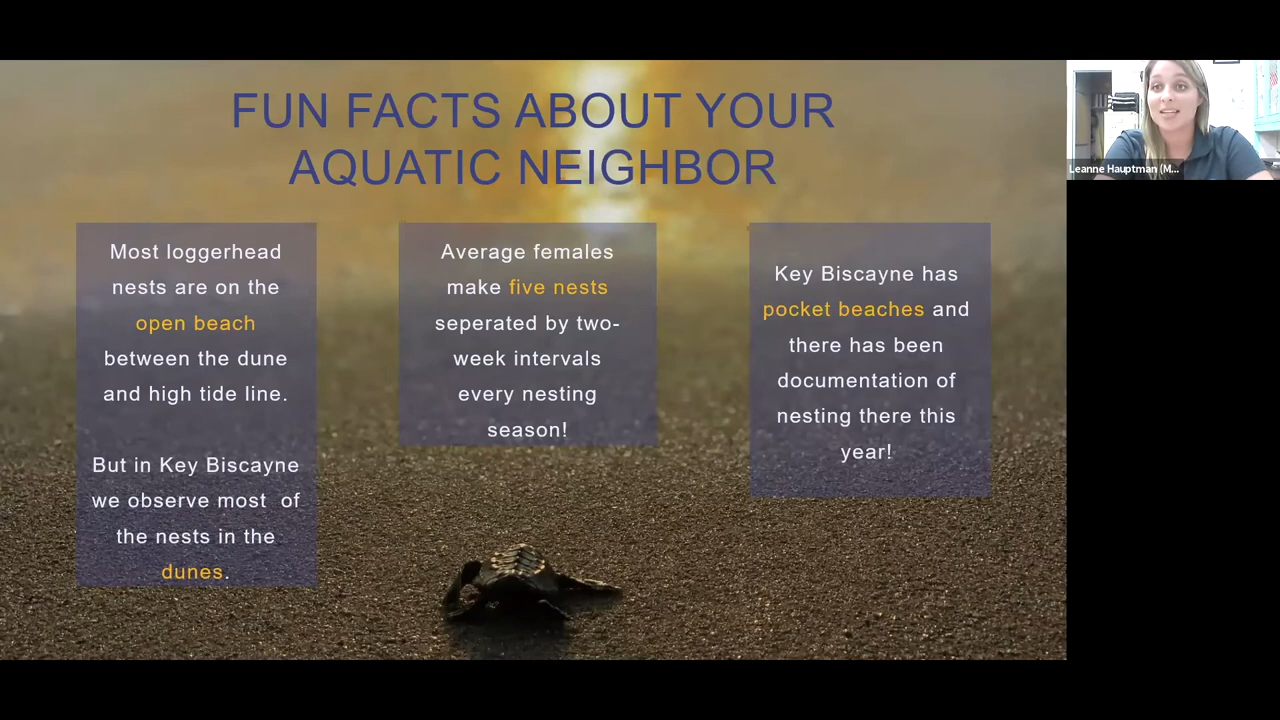 FUN FACTS ABOUT YOUR
AQUATIC NEIGHBOR
Most loggerhead
nests are on the
open beach
between the dune
and high tide line.
But in Key Biscayne
we observe most of
the nests in the
dunes.
Average females
make five nests
seperated by two-
week intervals
every nesting
season!
Key Biscayne has
pocket beaches and
there has been
documentation of
nesting there this
year!
Leanne Hauptman (M...